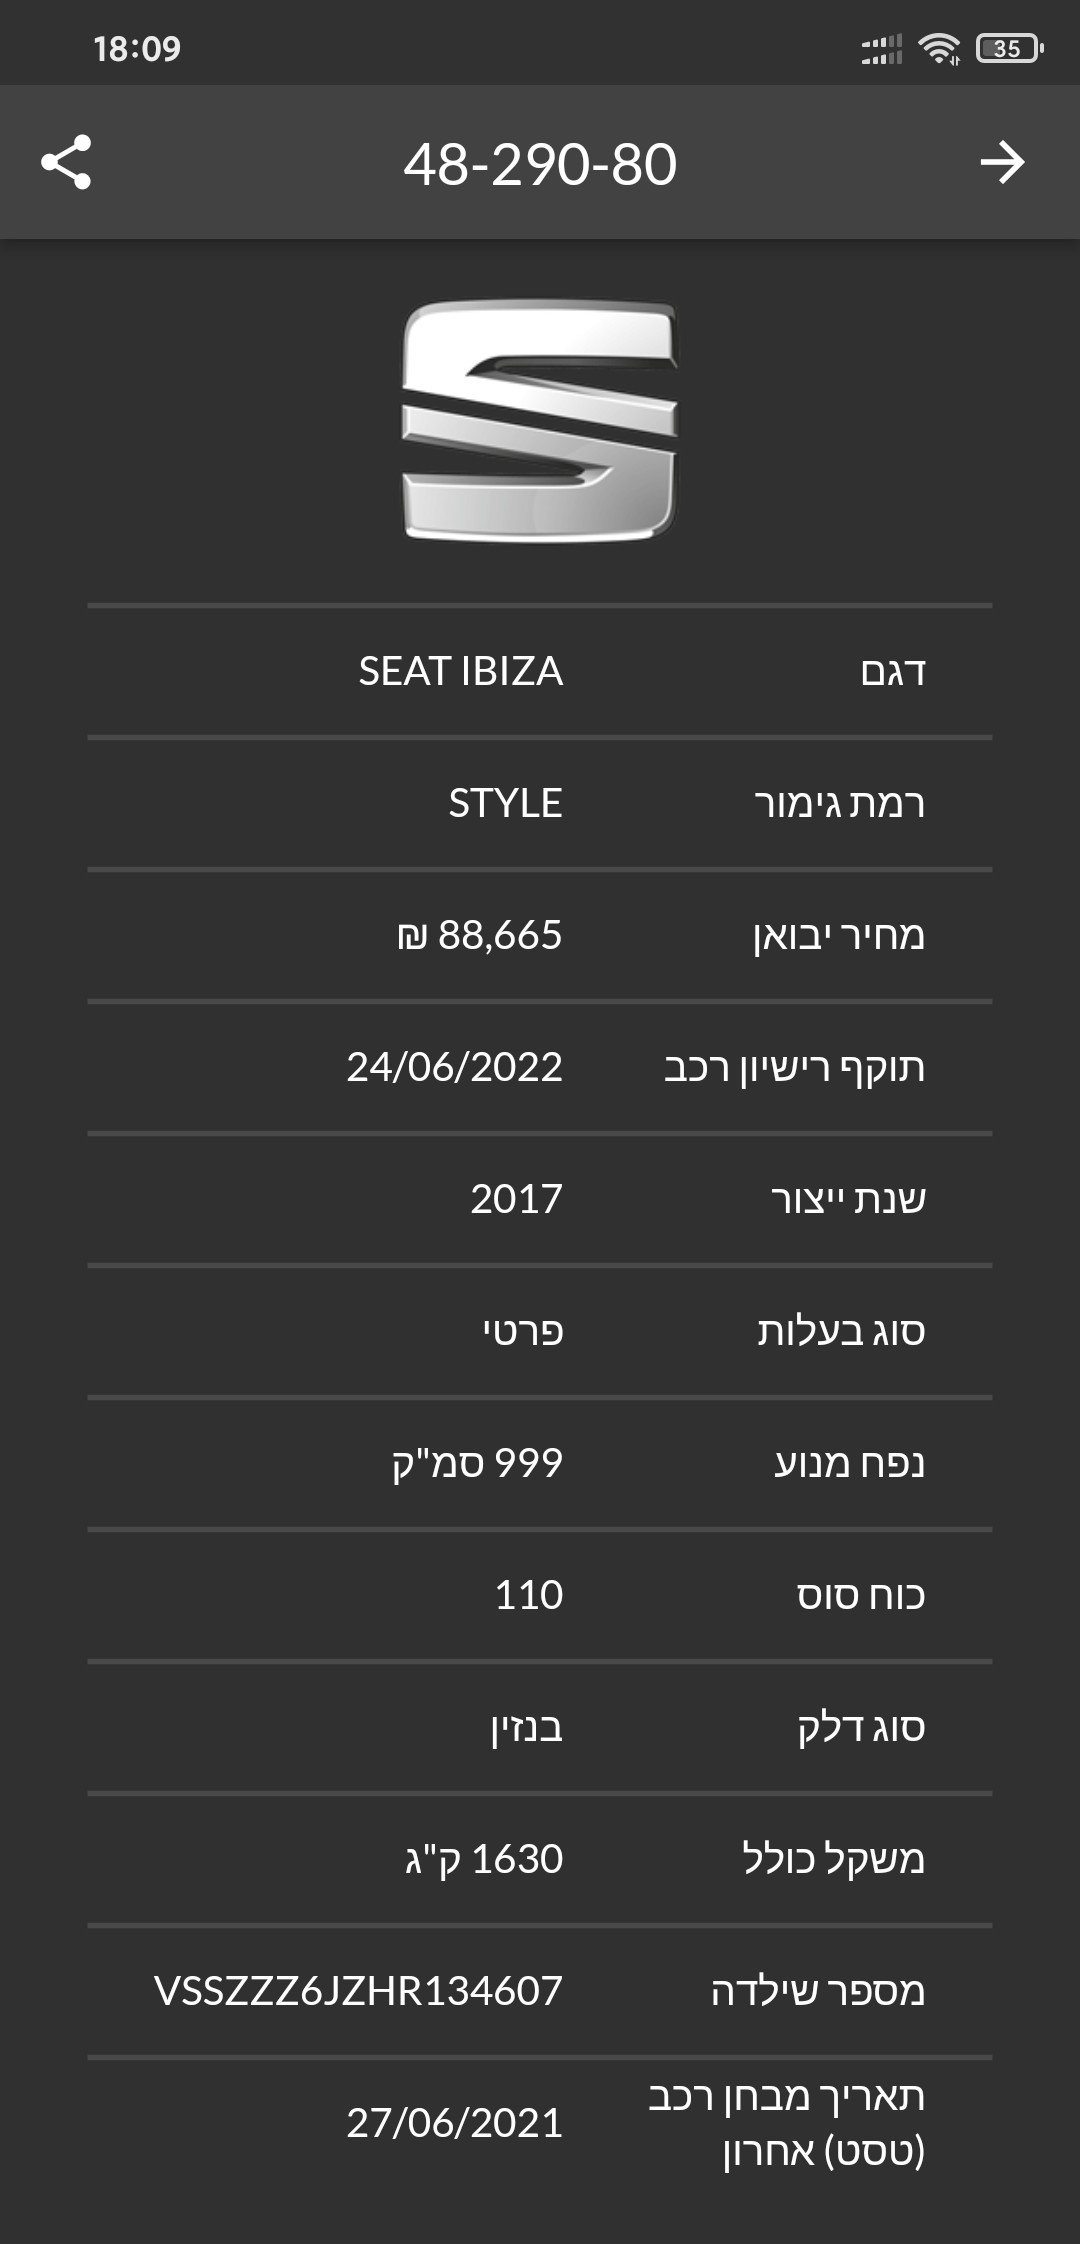 18:09
35
48-290-80
דגם SEAT IBIZA
רמת גימור STYLE
מחיר יבואן 88,665 ₪
תוקף רישיון רכב 24/06/2022
שנת ייצור 2017
סוג בעלות פרטי
נפח מנוע 999 סמ"ק
כוח סוס 110
סוג דלק בנזין
משקל כולל 1630 ק"ג
מספר שילדה VSSZZZ6JZHR134607
תאריך מבחן רכב
(טסט) אחרון 27/06/2021